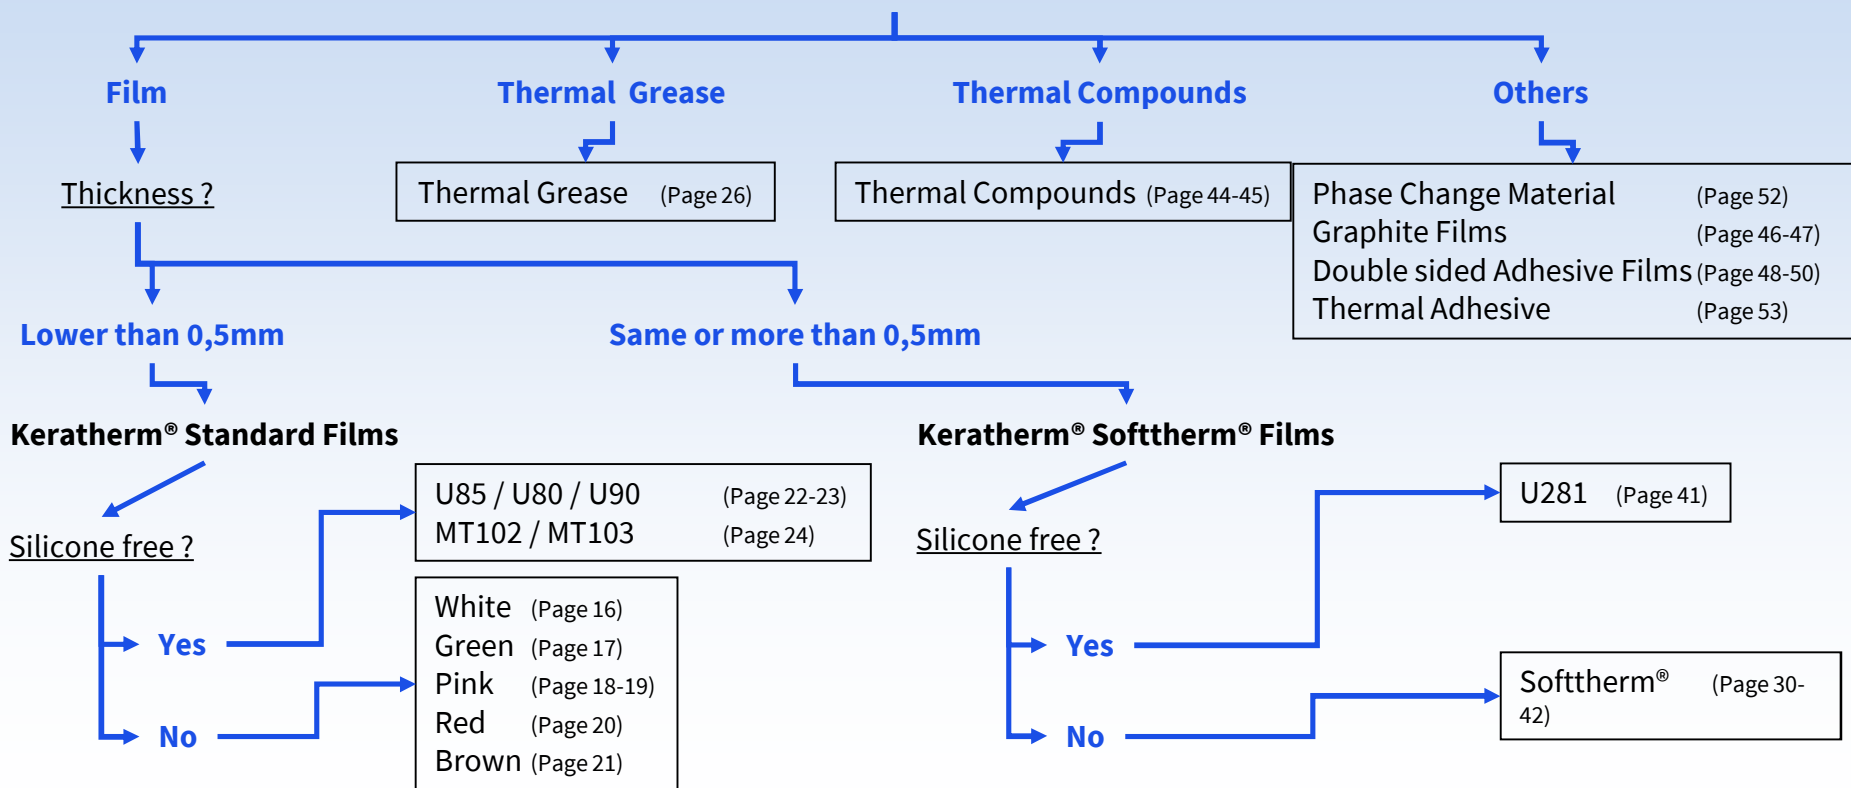 Film
Thermal Grease
Thermal Compounds
Others
Thickness ?
Thermal Grease (Page 26)
Thermal Compounds (Page 44-45)
Phase Change Material (Page 52)
Graphite Films (Page 46-47)
Double sided Adhesive Films (Page 48-50)
Thermal Adhesive (Page 53)
Lower than 0,5mm
Same or more than 0,5mm
Keratherm® Standard Films
Keratherm® Softtherm® Films
Silicone free ?
U85 / U80 / U90 (Page 22-23)
MT102 / MT103 (Page 24)
Yes
No
White (Page 16)
Green (Page 17)
Pink (Page 18-19)
Red (Page 20)
Brown (Page 21)
Silicone free ?
U281 (Page 41)
Yes
No
Softtherm® (Page 30-
42)